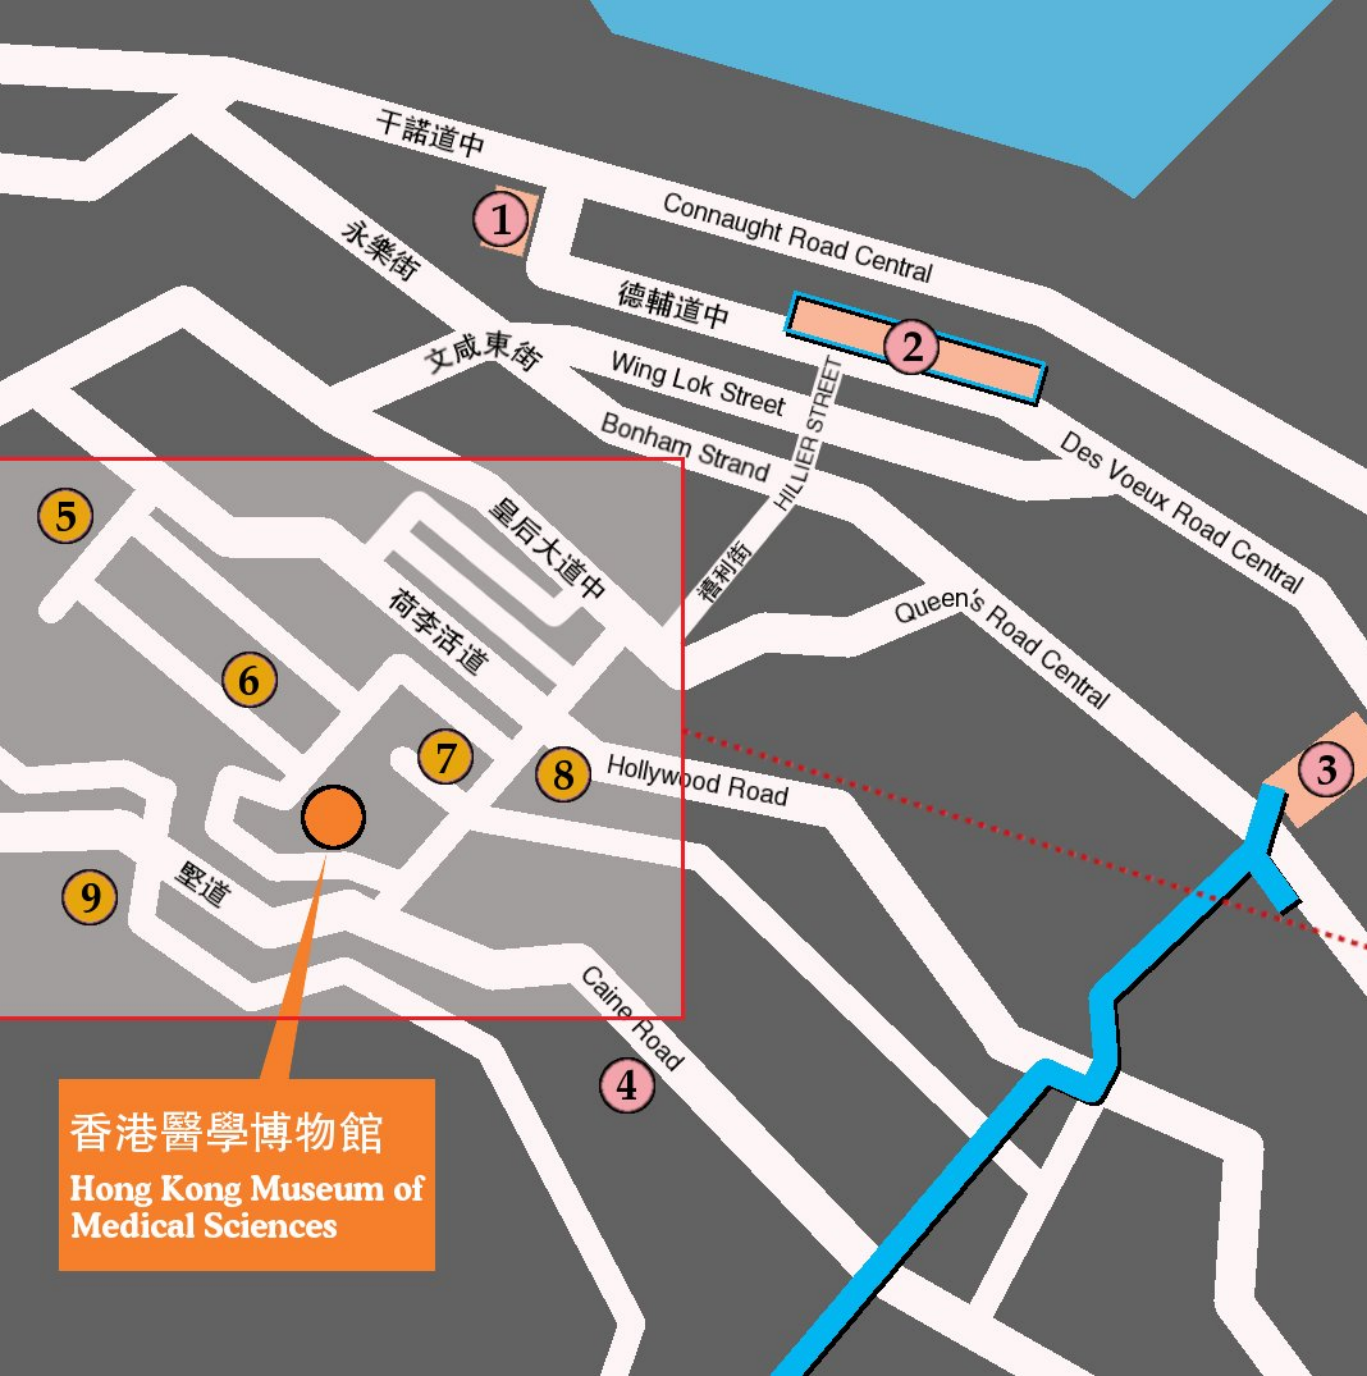 干諾道中
Connaught Road Central
1
永樂街
德輔道中
2
文咸東街
Wing Lok Street
HILLIER STREET
Bonham Strand
Des Voeux Road Central
5
皇后大道中
禧利街
荷李活道
Queen's Road Central
6
7
8
Hollywood Road
3
堅道
9
Caine Road
4
香港醫學博物館
Hong Kong Museum of
Medical Sciences